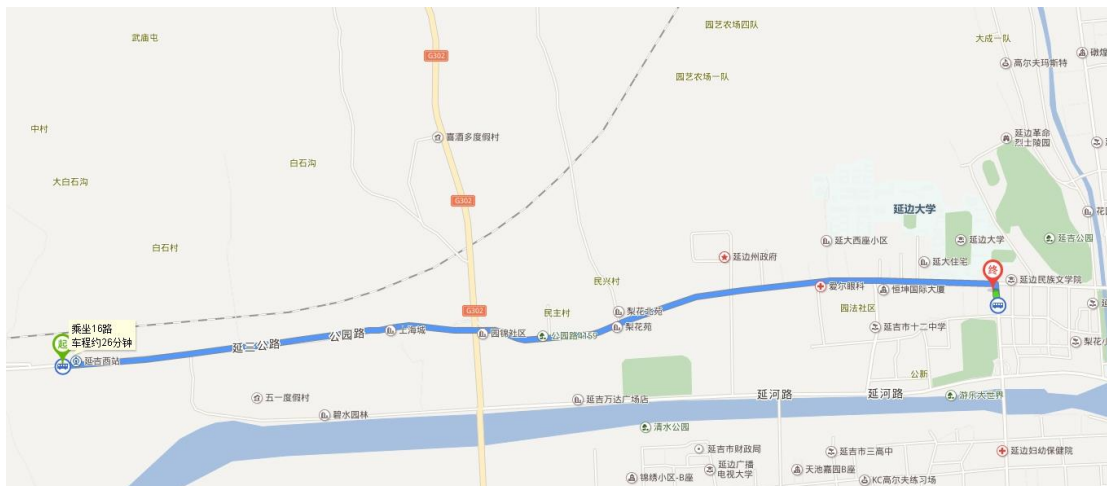 园艺农场四队
武庙屯
大成一队
G302
高尔夫玛斯特
园艺农场一队
中村
喜酒多度假村
延边革命
烈士陵园
白石沟
大白石沟
G302
延边大学
白石村
延大西座小区
延边大学
延吉公园
延边州政府
延大住宅
终
延边民族文学院
民兴村
爱尔眼科
恒坤国际大厦
G302
民主村
梨花北苑
园法社区
乘坐16路
车程约26分钟
起
上海城
园锦社区
梨花苑
延吉市十二中学
公园路
延二公路
延吉西站
公新
五一度假村
延吉万达广场店
延河路
延河路
游乐大世界
碧水园林
清水公园
延吉市财政局
延吉市三高中
延边妇幼保健院
延边广播
电视大学
天池嘉园B座
锦绣小区-B座
KC高尔夫练习场